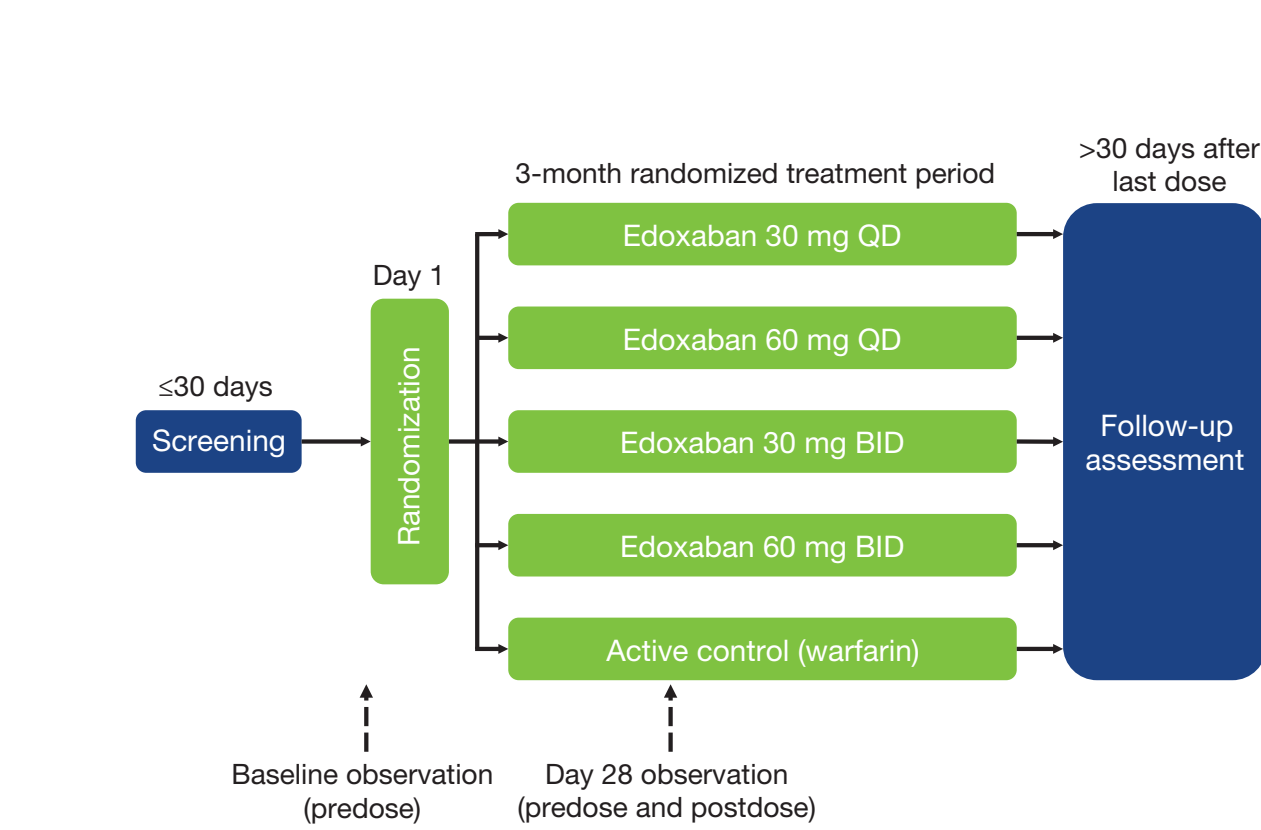 ≤30 days
Screening
Day 1
Randomization
3-month randomized treatment period
Edoxaban 30 mg QD
Edoxaban 60 mg QD
Edoxaban 30 mg BID
Edoxaban 60 mg BID
Active control (warfarin)
>30 days after
last dose
Follow-up
assessment
Baseline observation
(predose)
Day 28 observation
(predose and postdose)